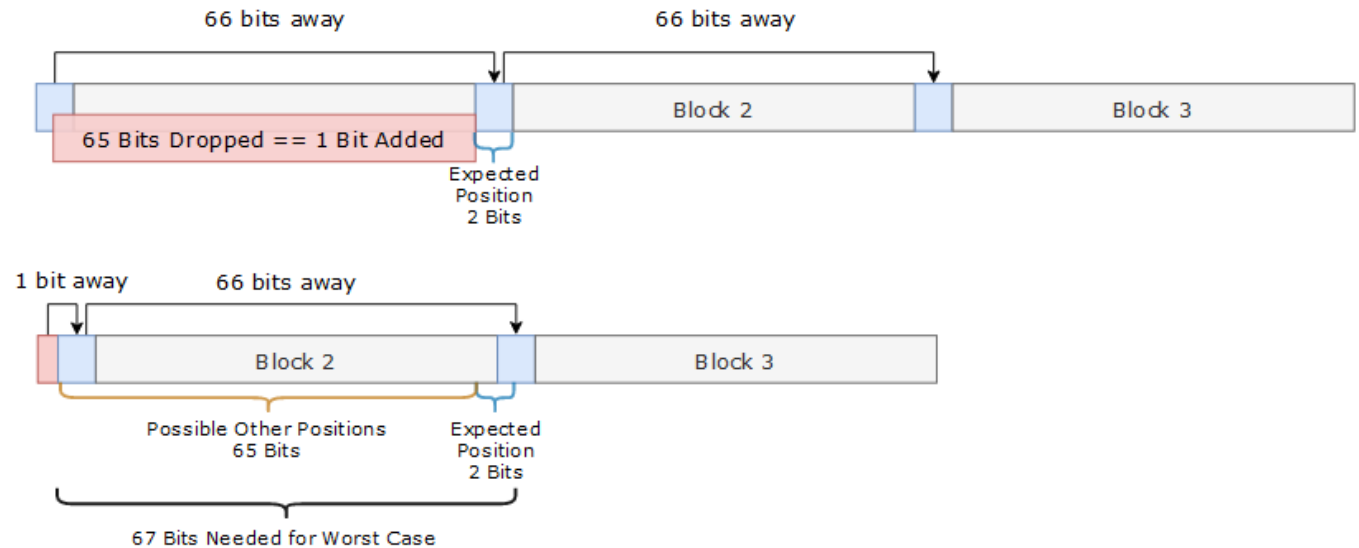 66 bits away
66 bits away
Block 2
Block 3
65 Bits Dropped == 1 Bit Added
Expected
Position
2 Bits
1 bit away
66 bits away
Block 2
Block 3
Possible Other Positions
65 Bits
Expected
Position
2 Bits
67 Bits Needed for Worst Case